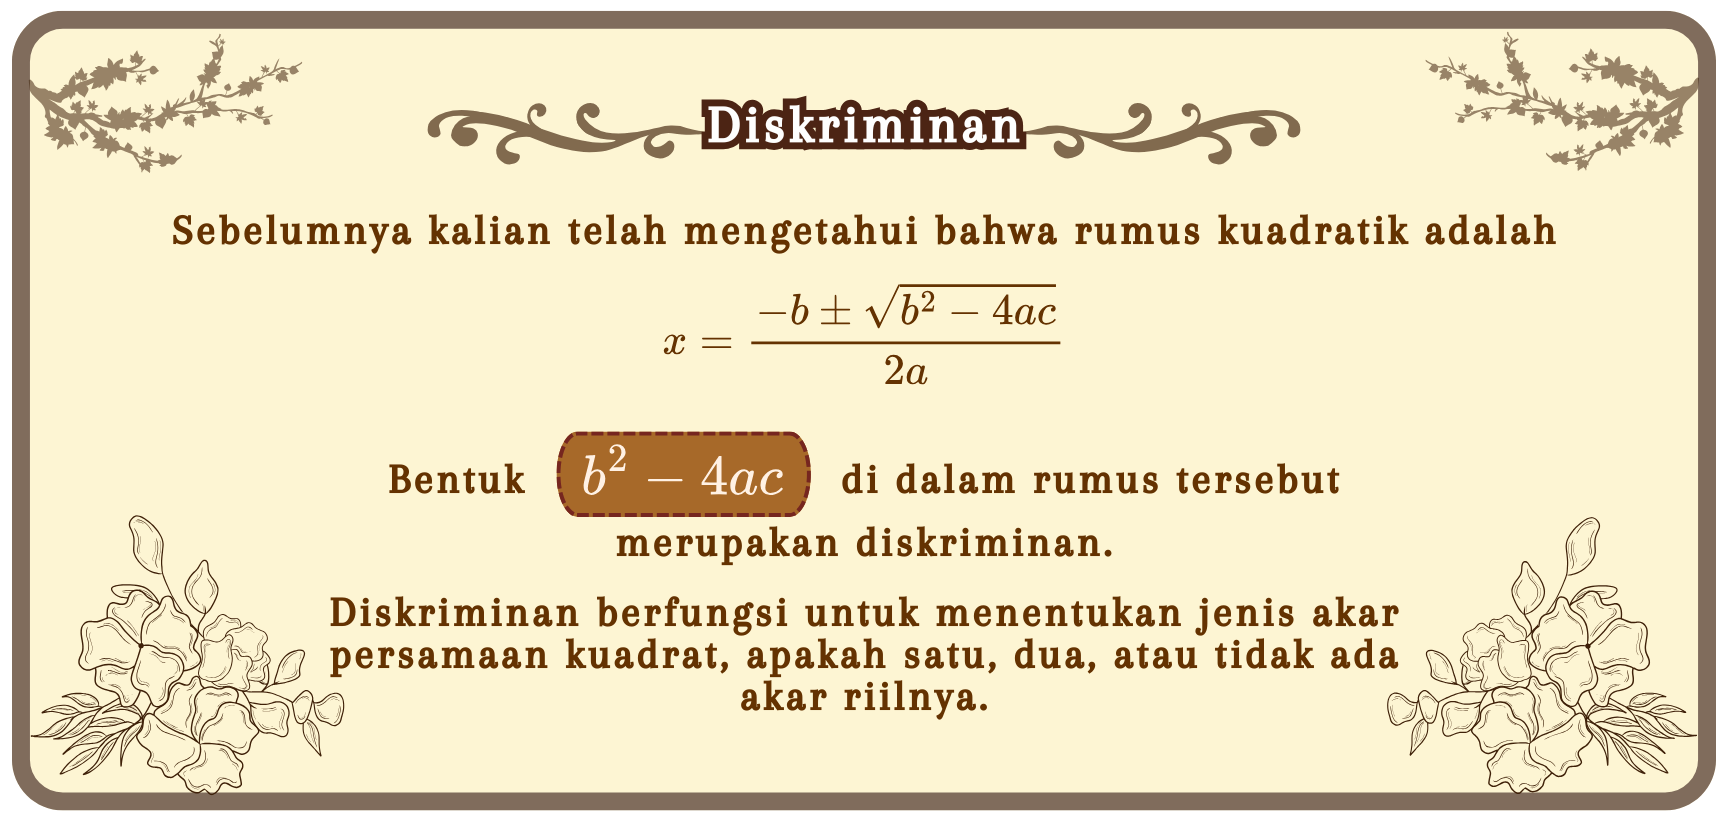 Diskriminan
Sebelumnya kalian telah mengetahui bahwa rumus kuadratik adalah
x = \frac{-b \pm \sqrt{b^2 - 4ac}}{2a}
Bentuk b² − 4ac di dalam rumus tersebut
merupakan diskriminan.
Diskriminan berfungsi untuk menentukan jenis akar
persamaan kuadrat, apakah satu, dua, atau tidak ada
akar riilnya.